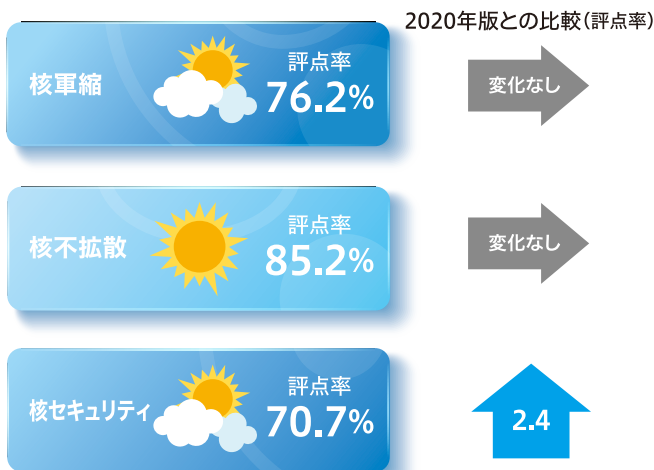 2020年版との比較(評点率)
核軍縮
評点率
76.2%
変化なし
核不拡散
評点率
85.2%
変化なし
核セキュリティ
評点率
70.7%
2.4